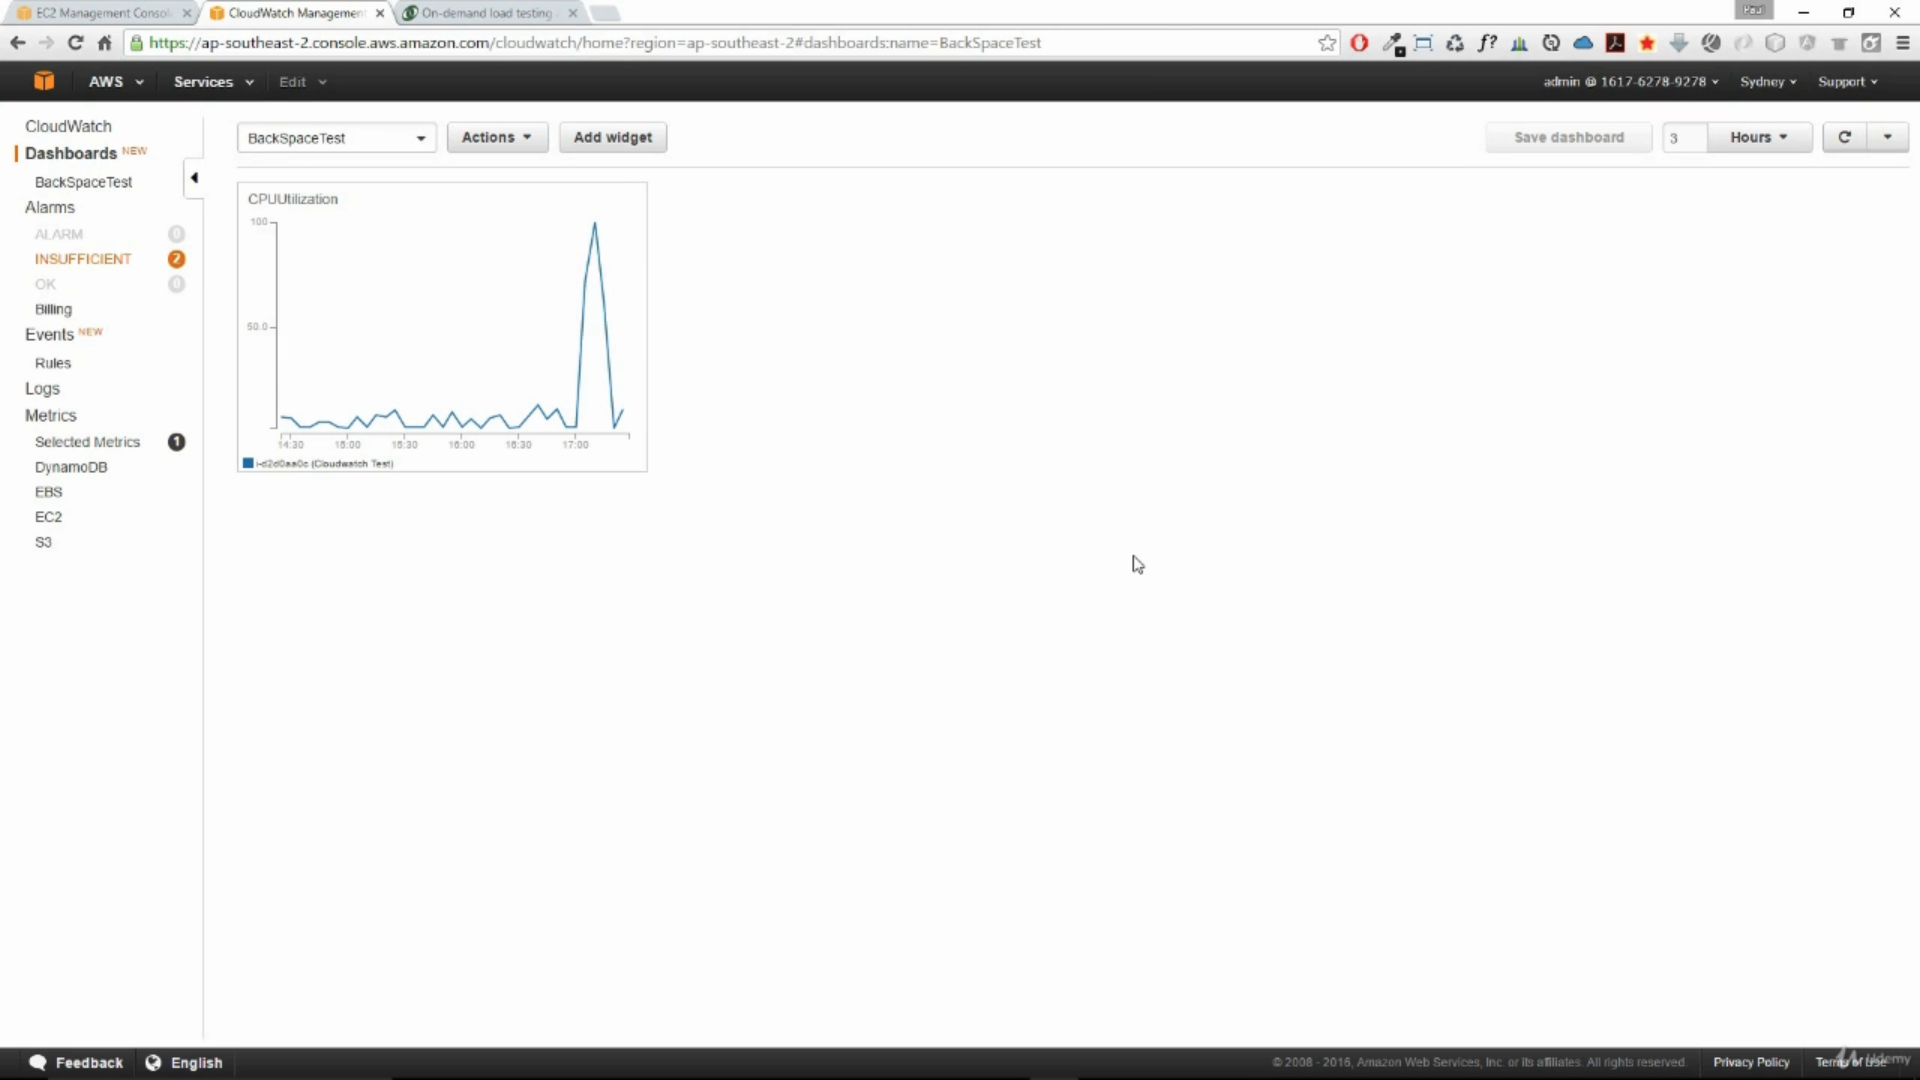 EC2 Management Consol
CloudWatch Management
On-demand load testing
Paul
https://ap-southeast-2.console.aws.amazon.com/cloudwatch/home?region=ap-southeast-2#dashboards:name=BackSpaceTest
AWS
Services
Edit
admin @ 1617-6278-9278
Sydney
Support
CloudWatch
Dashboards NEW
BackSpaceTest
Alarms
ALARM 0
INSUFFICIENT 2
OK 0
Billing
Events NEW
Rules
Logs
Metrics
Selected Metrics 1
DynamoDB
EBS
EC2
S3
BackSpaceTest
Actions
Add widget
Save dashboard
3
Hours
CPUUtilization
100
50.0
14:30 15:00 15:30 16:00 16:30 17:00
(Cloudwatch Test)
Feedback
English
© 2008 - 2016, Amazon Web Services, Inc. or its affiliates. All rights reserved.
Privacy Policy
Terms of Use
Udemy